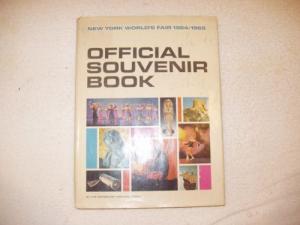 NEW YORK WORLD'S FAIR 1964/1965
OFFICIAL
SOUVENIR
BOOK